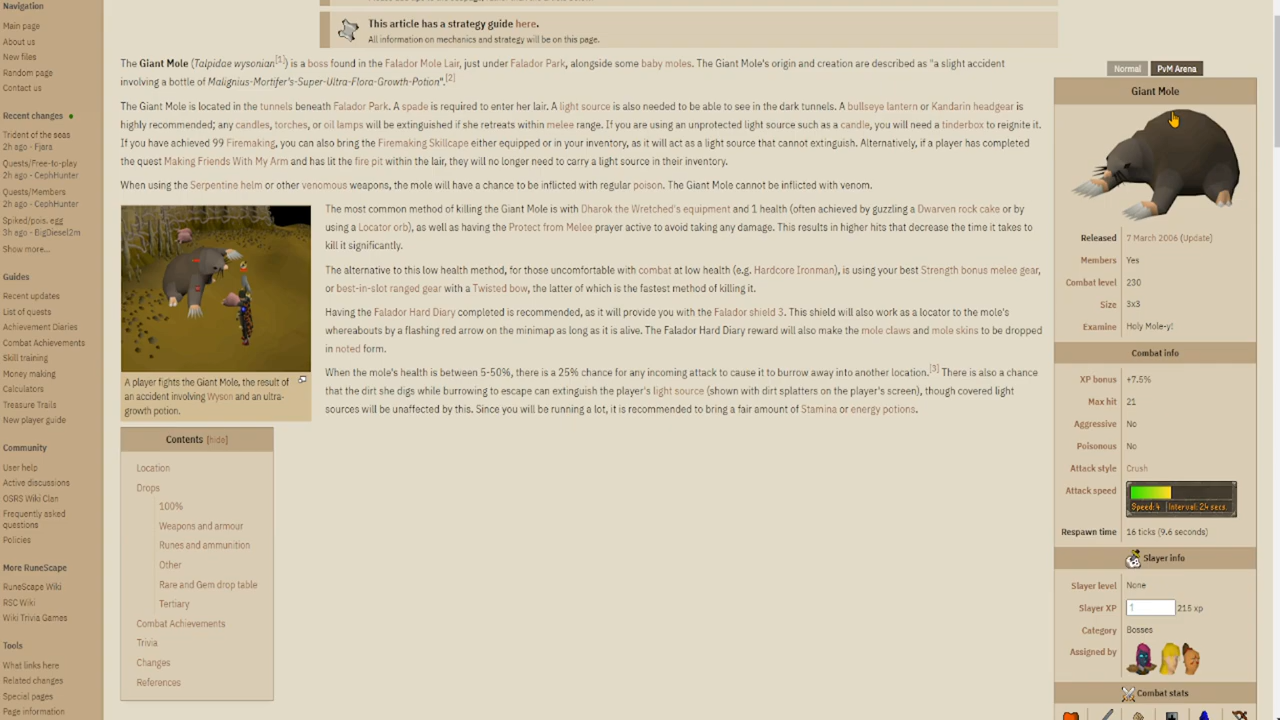 Navigation
Main page
About us
New files
Random page
Contact us
Recent changes
Trident of the seas
2h ago - Fjara
Quests/Free-to-play
2h ago - CephHunter
Quests/Members
2h ago - CephHunter
Spiked/pois. egg
3h ago - BigDiesel2m
Show more...
Guides
Recent updates
List of quests
Achievement Diaries
Combat Achievements
Skill training
Money making
Calculators
Treasure Trails
New player guide
Community
User help
Active discussions
OSRS Wiki Clan
Frequently asked
questions
Policies
More RuneScape
RuneScape Wiki
RSC Wiki
Wiki Trivia Games
Tools
What links here
Related changes
Special pages
Page information
This article has a strategy guide here.
All information on mechanics and strategy will be on this page.
The Giant Mole (Talpidae wysonian[1]) is a boss found in the Falador Mole Lair, just under Falador Park, alongside some baby moles. The Giant Mole's origin and creation are described as "a slight accident
involving a bottle of Malignius-Mortifer's-Super-Ultra-Flora-Growth-Potion".[2]
The Giant Mole is located in the tunnels beneath Falador Park. A spade is required to enter her lair. A light source is also needed to be able to see in the dark tunnels. A bullseye lantern or Kandarin headgear is
highly recommended; any candles, torches, or oil lamps will be extinguished if she retreats within melee range. If you are using an unprotected light source such as a candle, you will need a tinderbox to reignite it.
If you have achieved 99 Firemaking, you can also bring the Firemaking Skillcape either equipped or in your inventory, as it will act as a light source that cannot extinguish. Alternatively, if a player has completed
the quest Making Friends With My Arm and has lit the fire pit within the lair, they will no longer need to carry a light source in their inventory.
When using the Serpentine helm or other venomous weapons, the mole will have a chance to be inflicted with regular poison. The Giant Mole cannot be inflicted with venom.
The most common method of killing the Giant Mole is with Dharok the Wretched's equipment and 1 health (often achieved by guzzling a Dwarven rock cake or by
using a Locator orb), as well as having the Protect from Melee prayer active to avoid taking any damage. This results in higher hits that decrease the time it takes to
kill it significantly.
The alternative to this low health method, for those uncomfortable with combat at low health (e.g. Hardcore Ironman), is using your best Strength bonus melee gear,
or best-in-slot ranged gear with a Twisted bow, the latter of which is the fastest method of killing it.
Having the Falador Hard Diary completed is recommended, as it will provide you with the Falador shield 3. This shield will also work as a locator to the mole's
whereabouts by a flashing red arrow on the minimap as long as it is alive. The Falador Hard Diary reward will also make the mole claws and mole skins to be dropped
in noted form.
When the mole's health is between 5-50%, there is a 25% chance for any incoming attack to cause it to burrow away into another location.[3] There is also a chance
that the dirt she digs while burrowing to escape can extinguish the player's light source (shown with dirt splatters on the player's screen), though covered light
sources will be unaffected by this. Since you will be running a lot, it is recommended to bring a fair amount of Stamina or energy potions.
A player fights the Giant Mole, the result of
an accident involving Wyson and an ultra-
growth potion.
Contents [hide]
Location
Drops
100%
Weapons and armour
Runes and ammunition
Other
Rare and Gem drop table
Tertiary
Combat Achievements
Trivia
Changes
References
Normal PvM Arena
Giant Mole
Released 7 March 2006 (Update)
Members Yes
Combat level 230
Size 3x3
Examine Holy Mole-y!
Combat info
XP bonus +7.5%
Max hit 21
Aggressive No
Poisonous No
Attack style Crush
Attack speed Speed: 4 | Interval: 2.4 secs.
Respawn time 16 ticks (9.6 seconds)
Slayer info
Slayer level None
Slayer XP 1 215 xp
Category Bosses
Assigned by
Combat stats